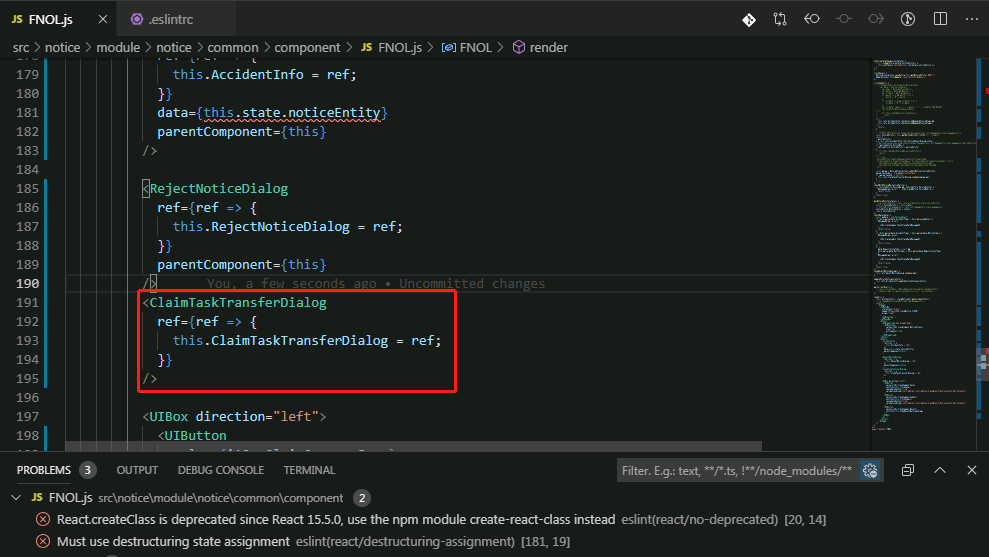 JS FNOL.js × .eslintrc
src > notice > module > notice > common > component > JS FNOL.js > FNOL > render
179 this.AccidentInfo = ref;
180 }}
181 data={this.state.noticeEntity}
182 parentComponent={this}
183 />
184
185 <RejectNoticeDialog
186 ref={ref => {
187 this.RejectNoticeDialog = ref;
188 }}
189 parentComponent={this}
190 /> You, a few seconds ago • Uncommitted changes
191 <ClaimTaskTransferDialog
192 ref={ref => {
193 this.ClaimTaskTransferDialog = ref;
194 }}
195 />
196
197 <UIBox direction="left">
198 <UIButton
PROBLEMS 3 OUTPUT DEBUG CONSOLE TERMINAL Filter. E.g.: text, **/*.ts, !**/node_modules/**
JS FNOL.js src\notice\module\notice\common\component 2
React.createClass is deprecated since React 15.5.0, use the npm module create-react-class instead eslint(react/no-deprecated) [20, 14]
Must use destructuring state assignment eslint(react/destructuring-assignment) [181, 19]